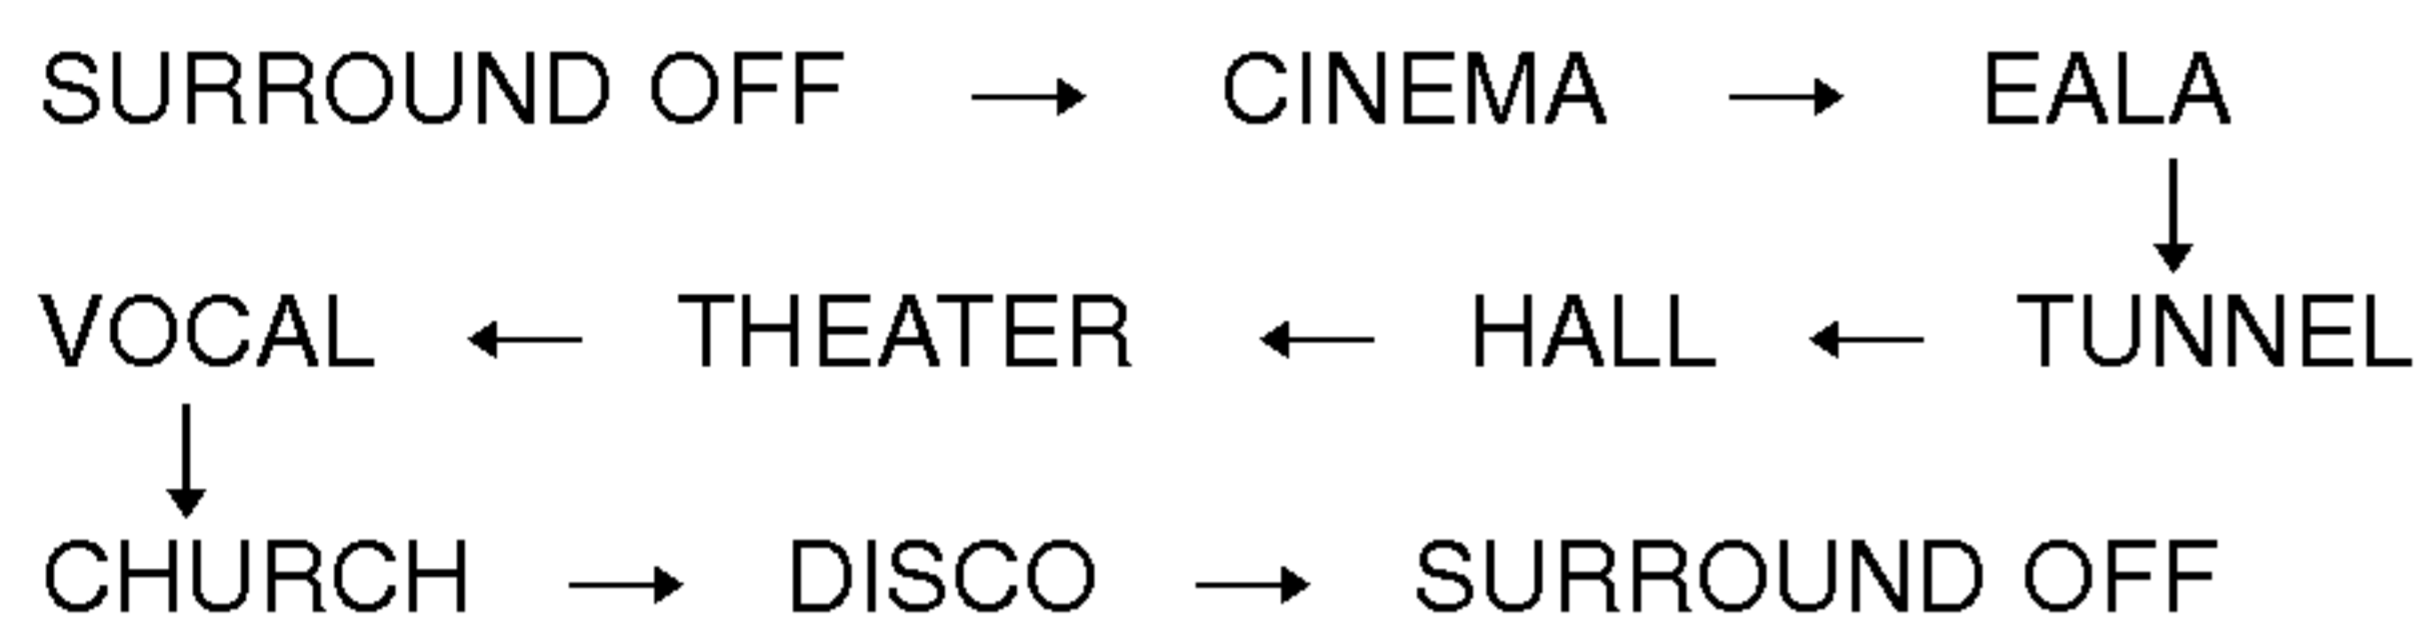 SURROUND OFF → CINEMA → EALA
↓
VOCAL ← THEATER ← HALL ← TUNNEL
↓
CHURCH → DISCO → SURROUND OFF